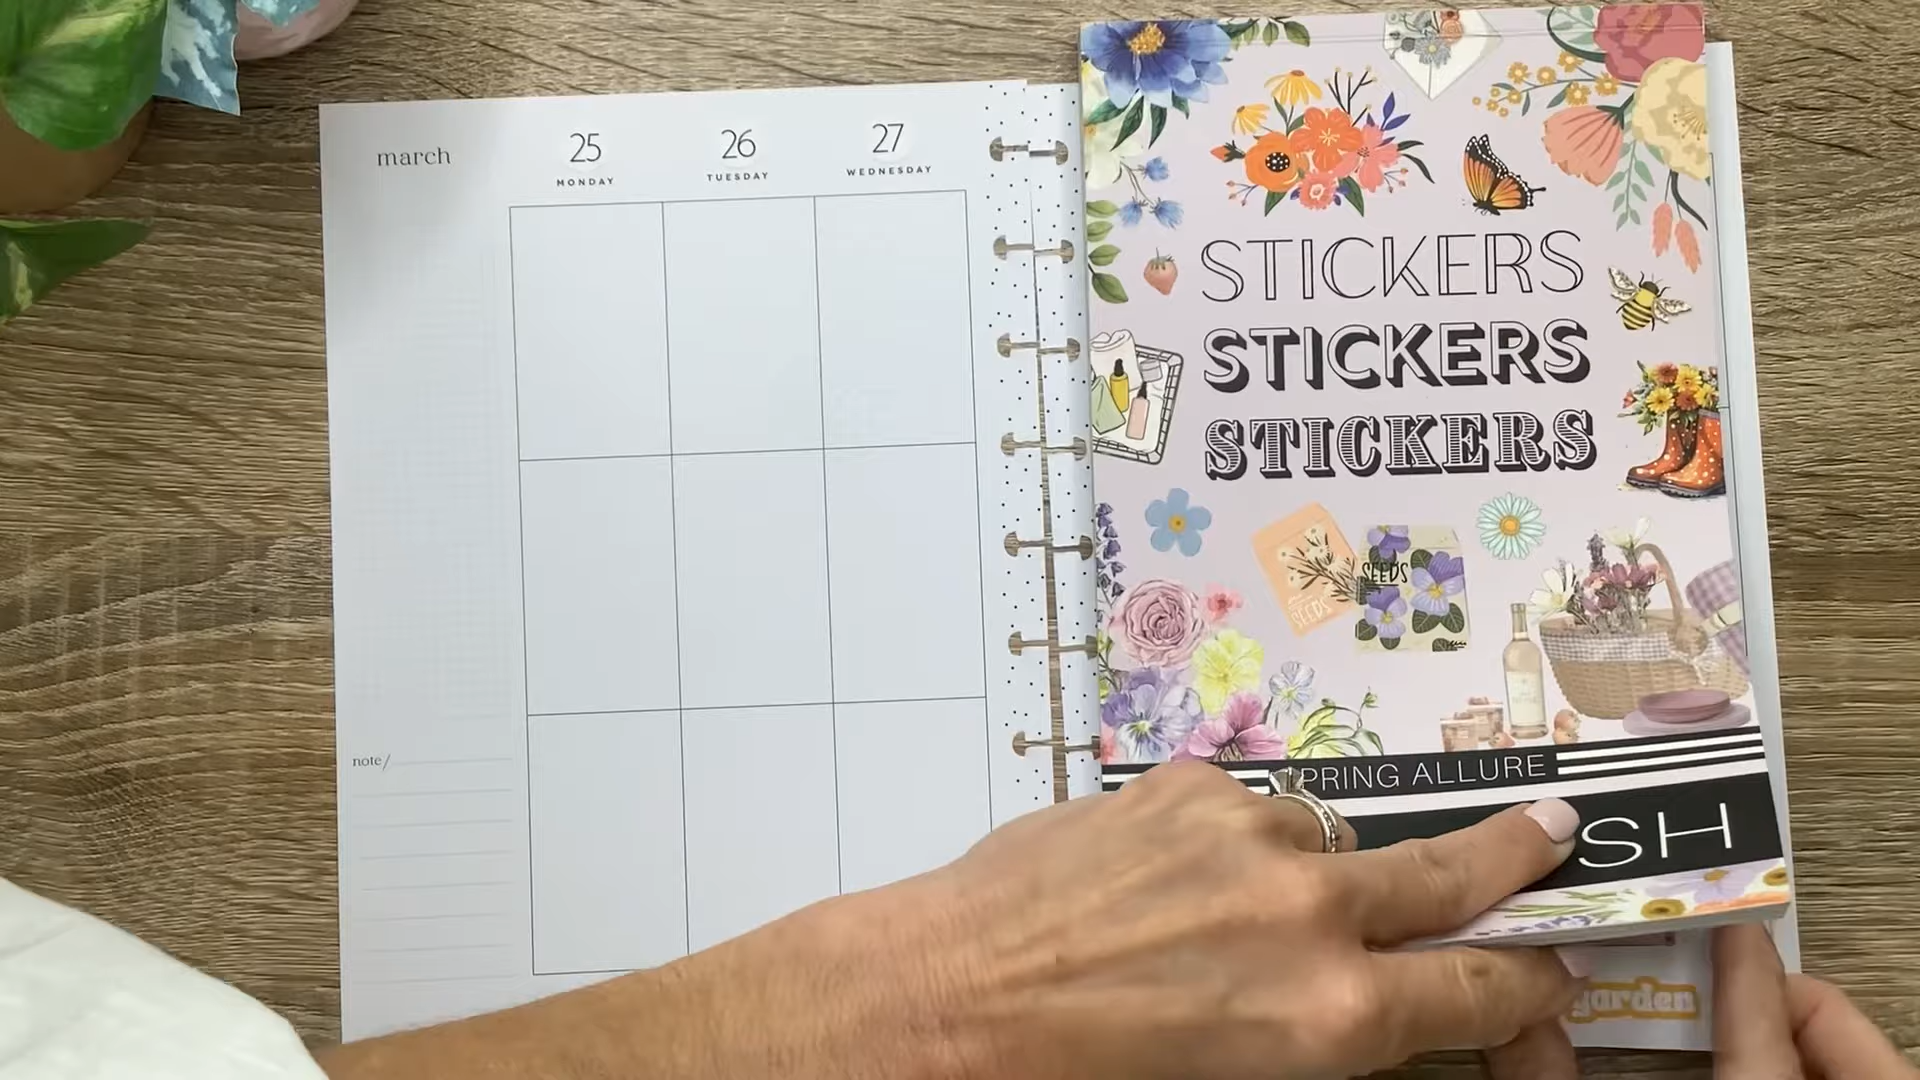 march
25
MONDAY
26
TUESDAY
27
WEDNESDAY
note/
STICKERS
STICKERS
STICKERS
SEEDS
SEEDS
PRING ALLURE
SH
garden